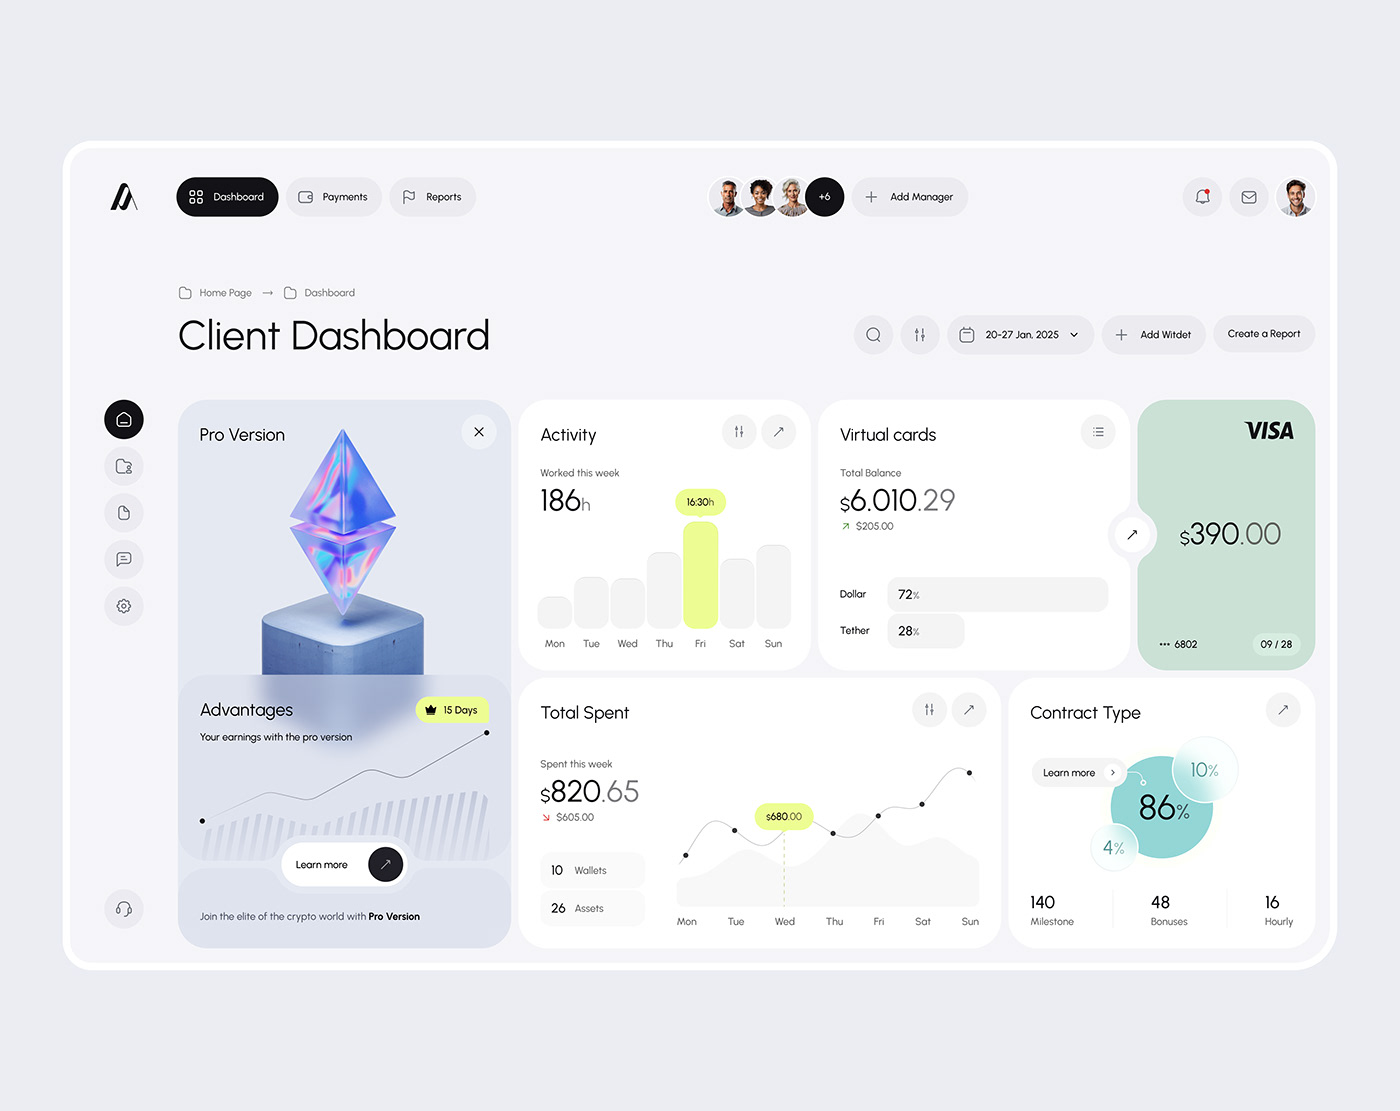 Dashboard
Payments
Reports
+6
Add Manager
Home Page → Dashboard
Client Dashboard
20-27 Jan, 2025
Add Witdet
Create a Report
Pro Version
Advantages
15 Days
Your earnings with the pro version
Learn more
Join the elite of the crypto world with Pro Version
Activity
Worked this week
186h
16:30h
Mon Tue Wed Thu Fri Sat Sun
Virtual cards
Total Balance
$6.010.29
$205.00
Dollar 72%
Tether 28%
VISA
$390.00
••• 6802
09 / 28
Total Spent
Spent this week
$820.65
$605.00
10 Wallets
26 Assets
$680.00
Mon Tue Wed Thu Fri Sat Sun
Contract Type
Learn more
10%
86%
4%
140 48 16
Milestone Bonuses Hourly